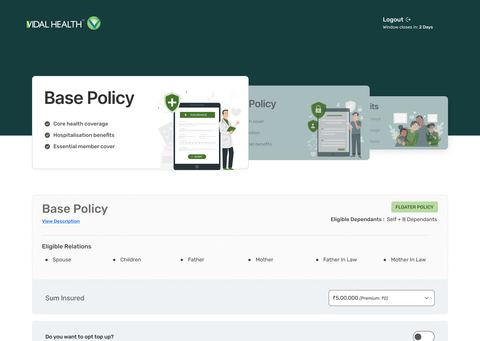 VIDAL HEALTH
Logout
Window closes in: 2 Days
Base Policy
Core health coverage
Hospitalisation benefits
Essential member cover
INSURANCE
Policy
cover
benefits
its
Base Policy
View Description
FLOATER POLICY
Eligible Dependants : Self + 8 Dependants
Eligible Relations
Spouse
Children
Father
Mother
Father In Law
Mother In Law
Sum Insured
₹5,00,000 (Premium: ₹0)
Do you want to opt top up?